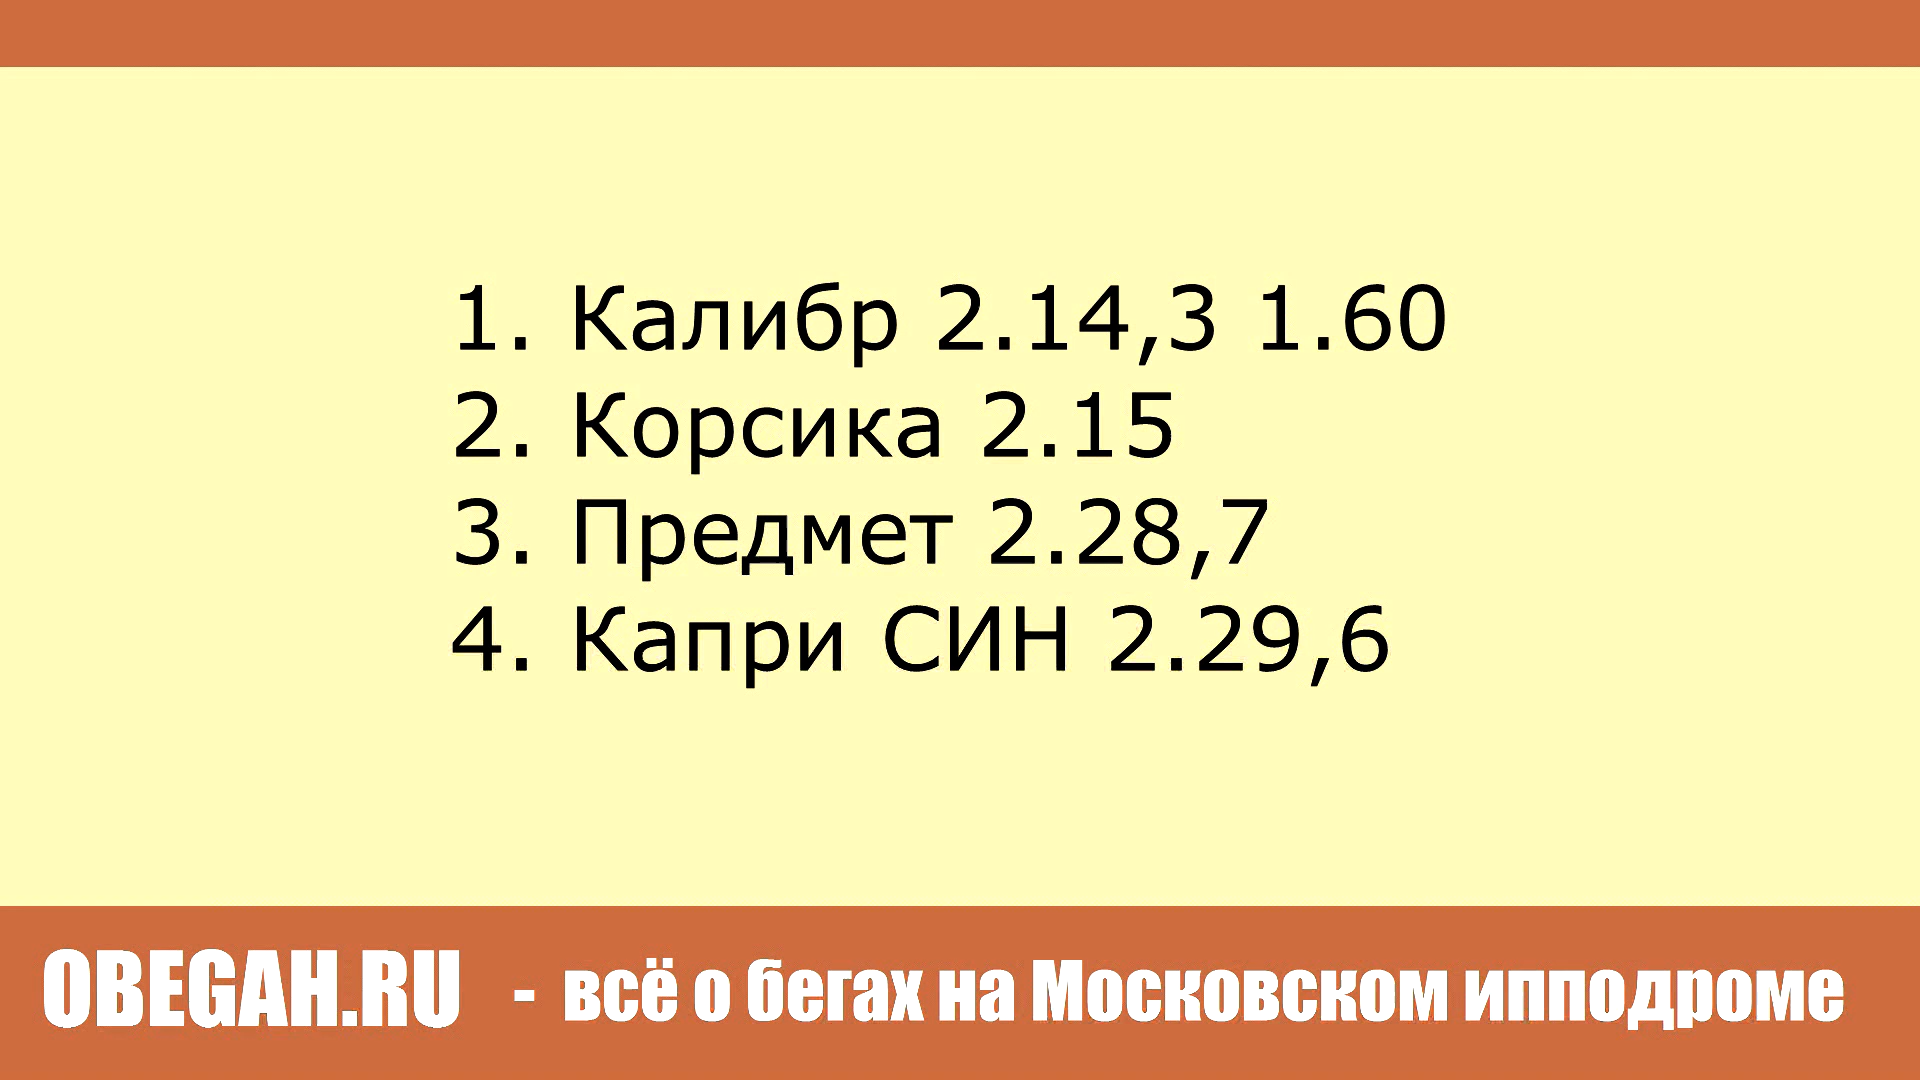 1. Калибр 2.14,3 1.60
2. Корсика 2.15
3. Предмет 2.28,7
4. Капри СИН 2.29,6
OBEGAH.RU - всё о бегах на Московском ипподроме